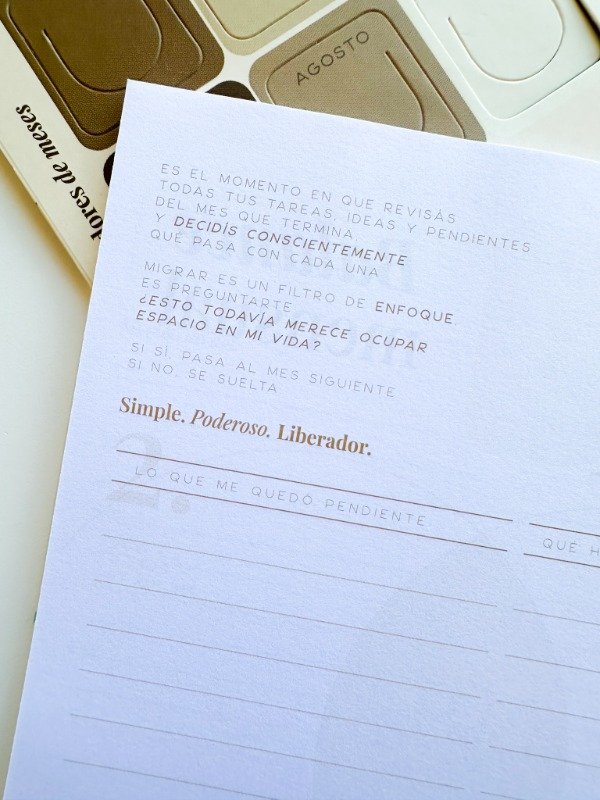 AGOSTO
dores de meses
ES EL MOMENTO EN QUE REVISÁS
TODAS TUS TAREAS, IDEAS Y PENDIENTES
DEL MES QUE TERMINA
Y DECIDÍS CONSCIENTEMENTE
QUÉ PASA CON CADA UNA
MIGRAR ES UN FILTRO DE ENFOQUE.
ES PREGUNTARTE
¿ESTO TODAVÍA MERECE OCUPAR
ESPACIO EN MI VIDA?
SI SÍ, PASA AL MES SIGUIENTE
SI NO, SE SUELTA
Simple. Poderoso. Liberador.
LO QUE ME QUEDÓ PENDIENTE
QUÉ H